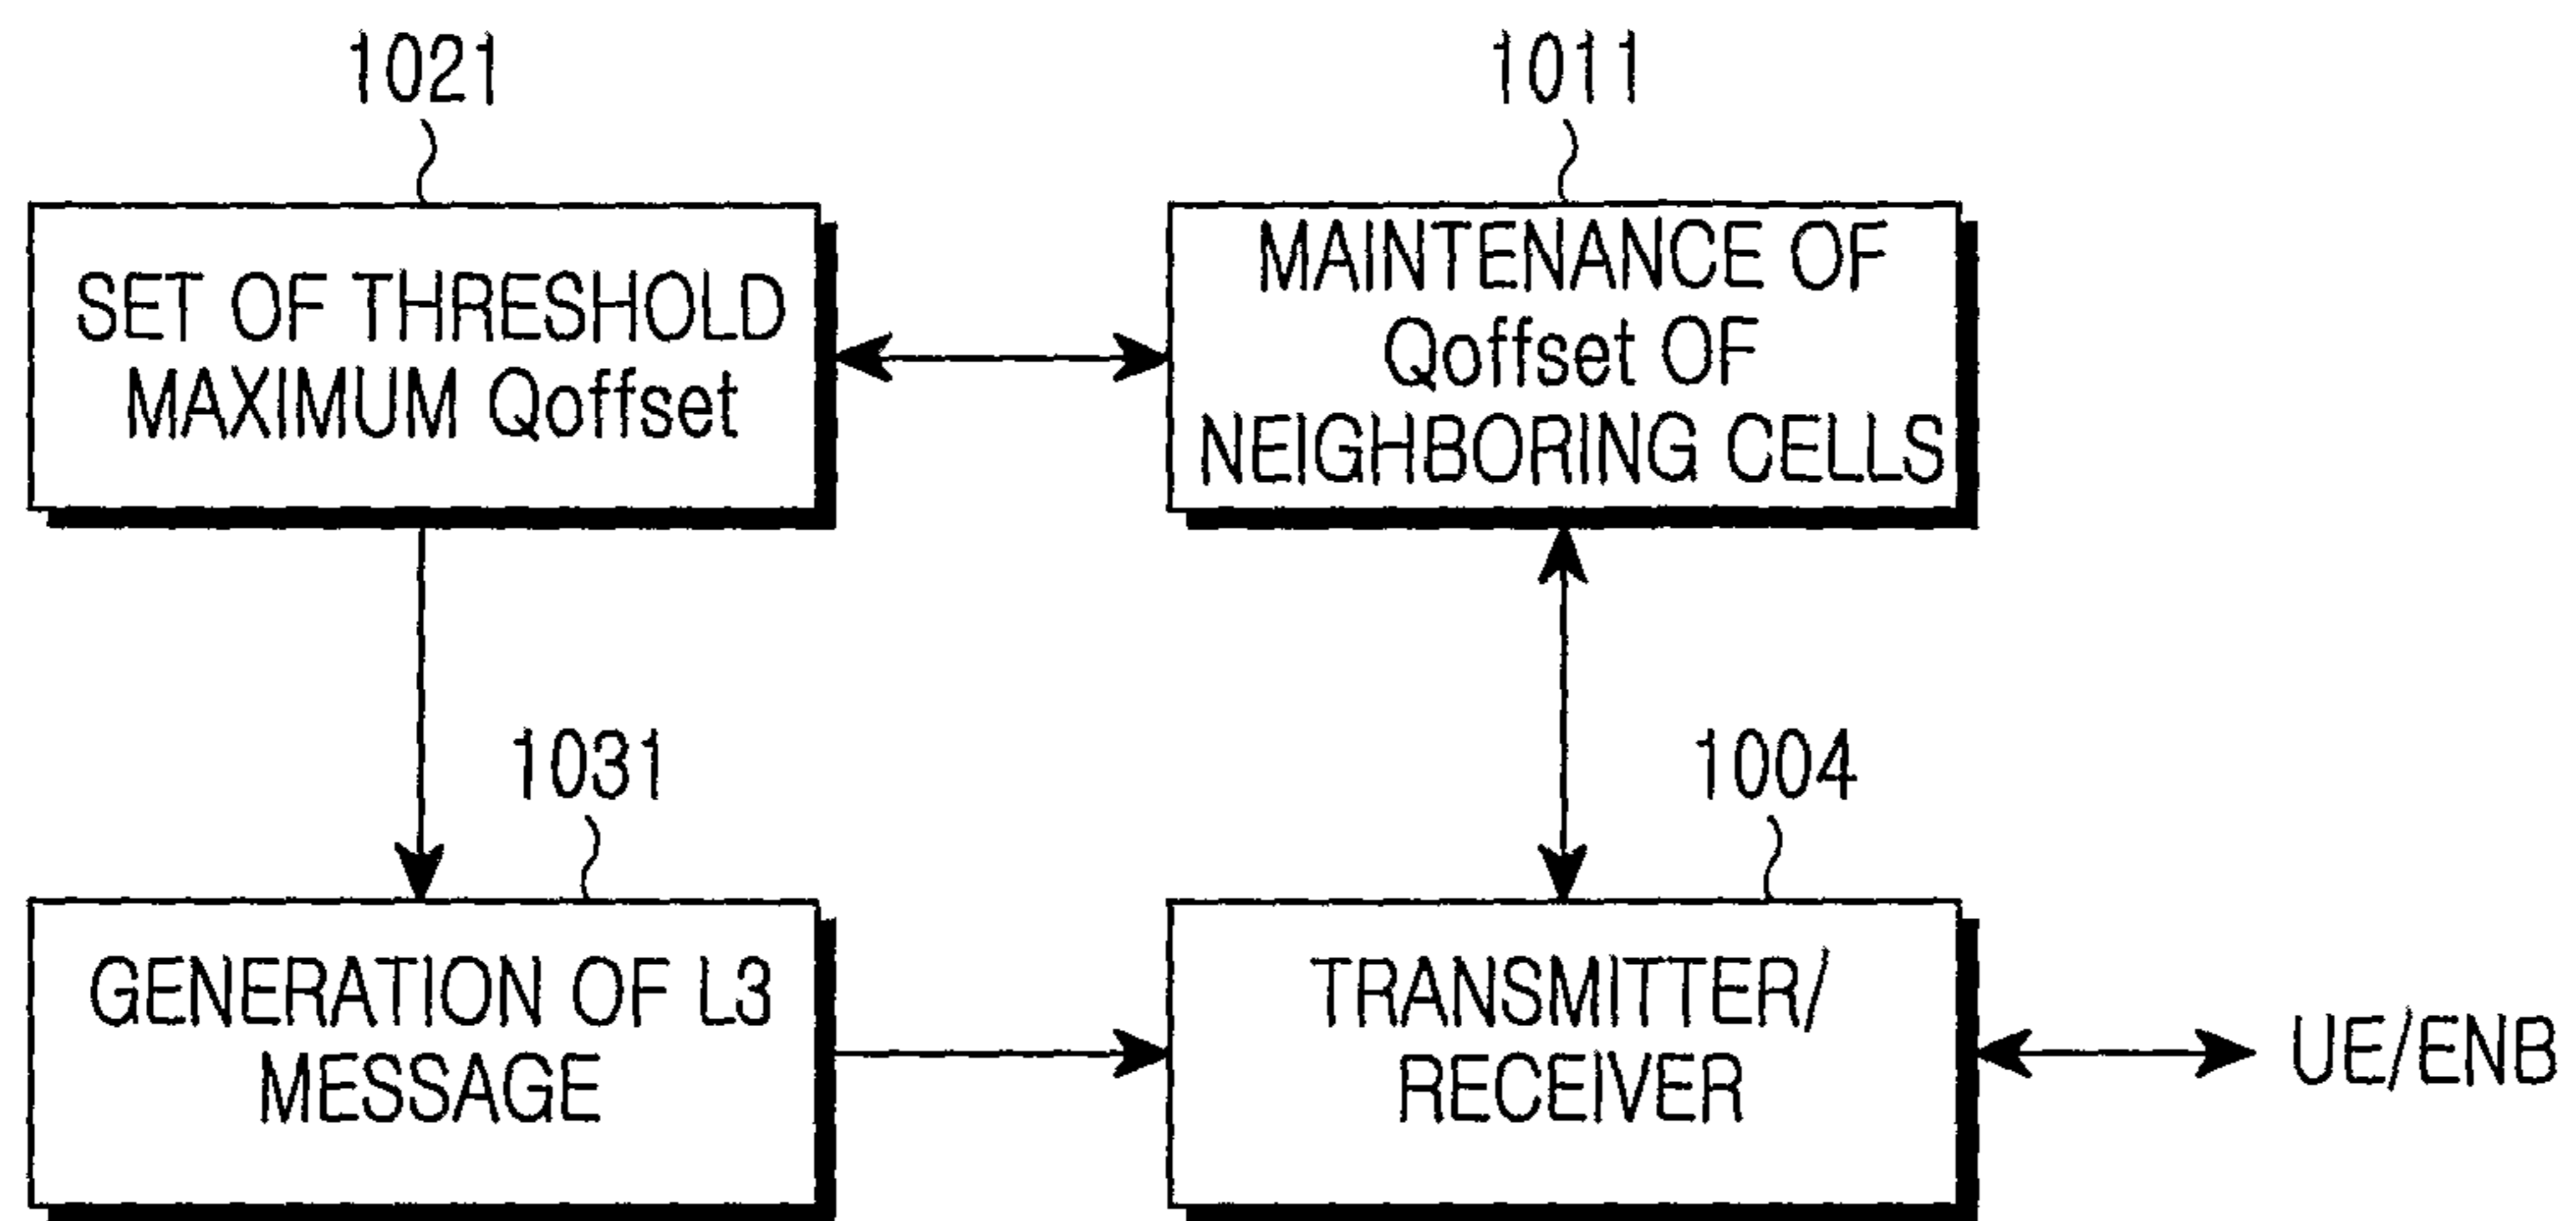 1021
1011
SET OF THRESHOLD
MAXIMUM Qoffset
MAINTENANCE OF
Qoffset OF
NEIGHBORING CELLS
1031
1004
GENERATION OF L3
MESSAGE
TRANSMITTER/
RECEIVER
UE/ENB